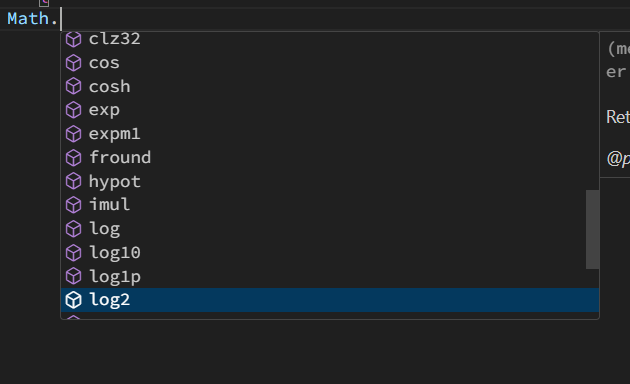 Math.
clz32
(me
cos
er
cosh
exp
Ret
expm1
fround
@p
hypot
imul
log
log10
log1p
log2